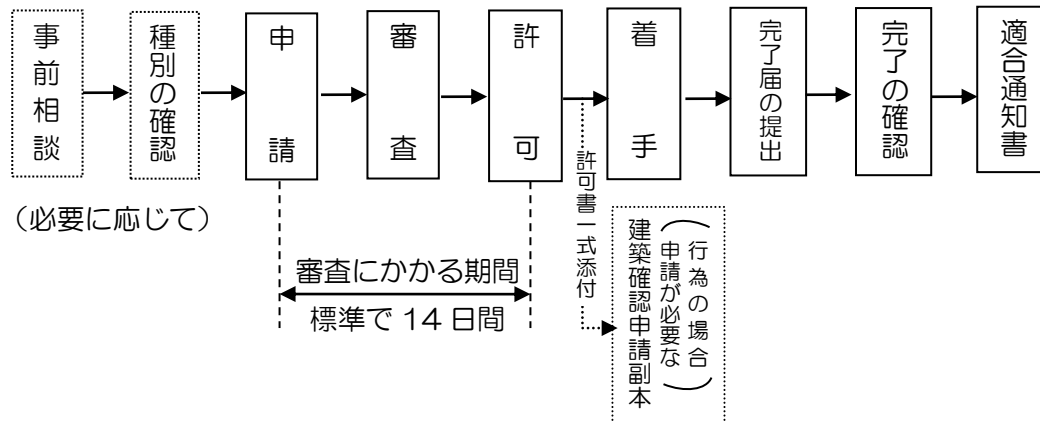 事前相談
種別の確認
申請
審査
許可
着手
完了届の提出
完了の確認
適合通知書
(必要に応じて)
審査にかかる期間
標準で 14 日間
許可書一式添付
建築確認申請副本
(申請が必要な
行為の場合)